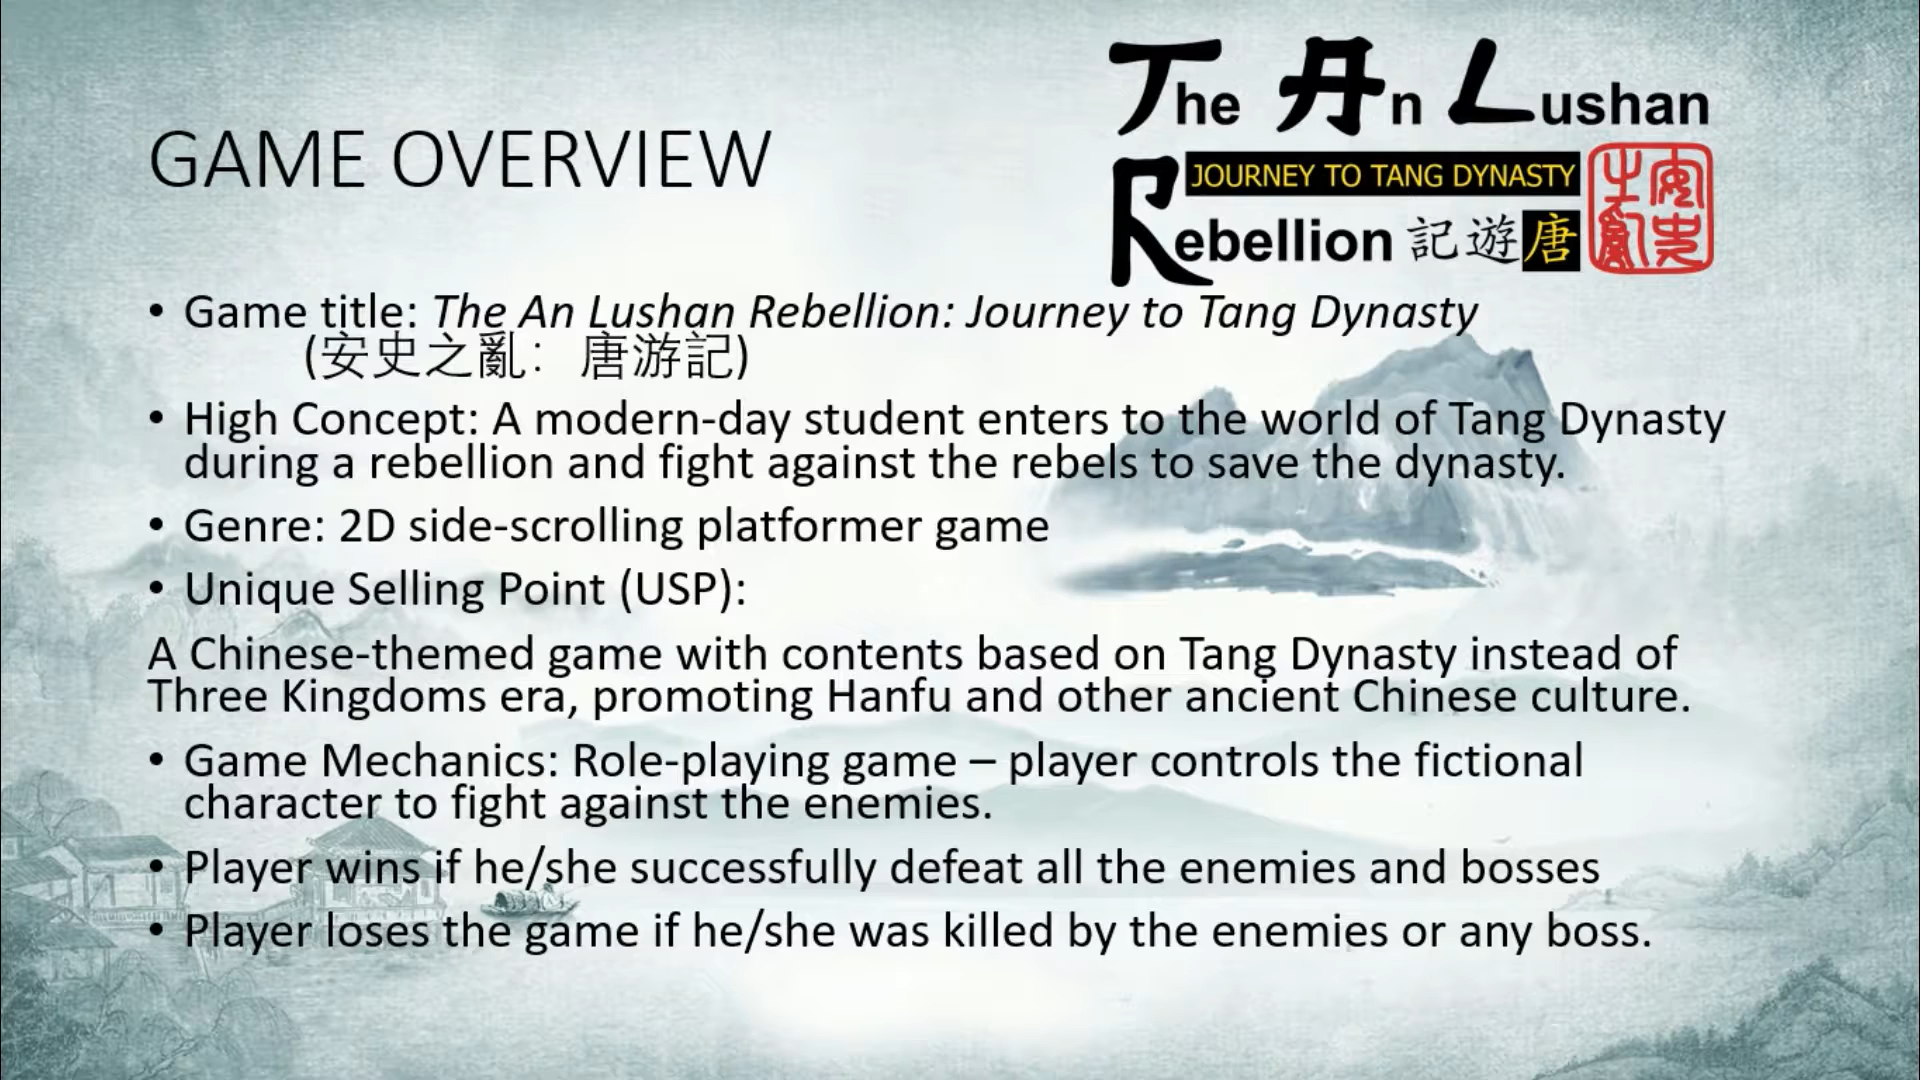 GAME OVERVIEW
The An Lushan
JOURNEY TO TANG DYNASTY
Rebellion 記遊唐
安史之亂
• Game title: The An Lushan Rebellion: Journey to Tang Dynasty
(安史之亂：唐游記)
• High Concept: A modern-day student enters to the world of Tang Dynasty
during a rebellion and fight against the rebels to save the dynasty.
• Genre: 2D side-scrolling platformer game
• Unique Selling Point (USP):
A Chinese-themed game with contents based on Tang Dynasty instead of
Three Kingdoms era, promoting Hanfu and other ancient Chinese culture.
• Game Mechanics: Role-playing game – player controls the fictional
character to fight against the enemies.
• Player wins if he/she successfully defeat all the enemies and bosses
• Player loses the game if he/she was killed by the enemies or any boss.